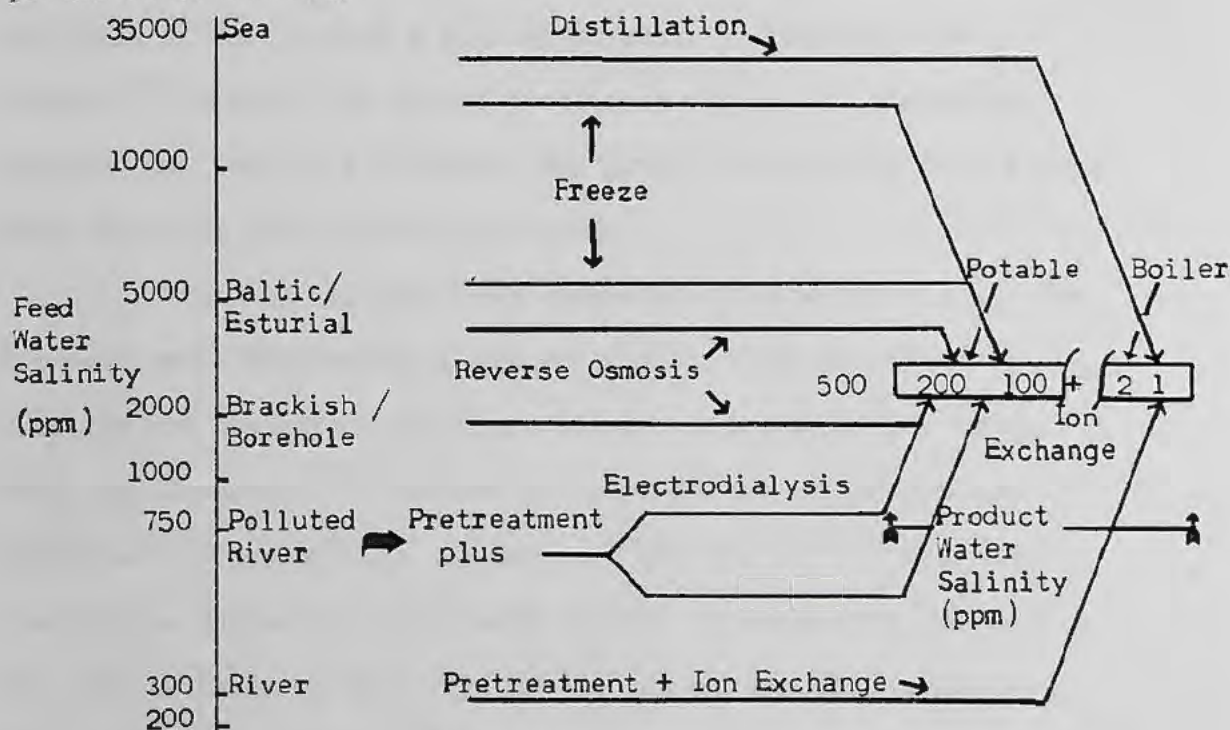 35000 Sea
Distillation
10000
Freeze
Potable Boiler
5000 Baltic/
Esturial
Feed
Water
Salinity
(ppm)
Reverse Osmosis
500 200 100 + 2 1
Ion
Exchange
2000 Brackish /
Borehole
1000
Electrodialysis
750 Polluted
River
Pretreatment
plus
Product
Water
Salinity
(ppm)
300 River
Pretreatment + Ion Exchange
200